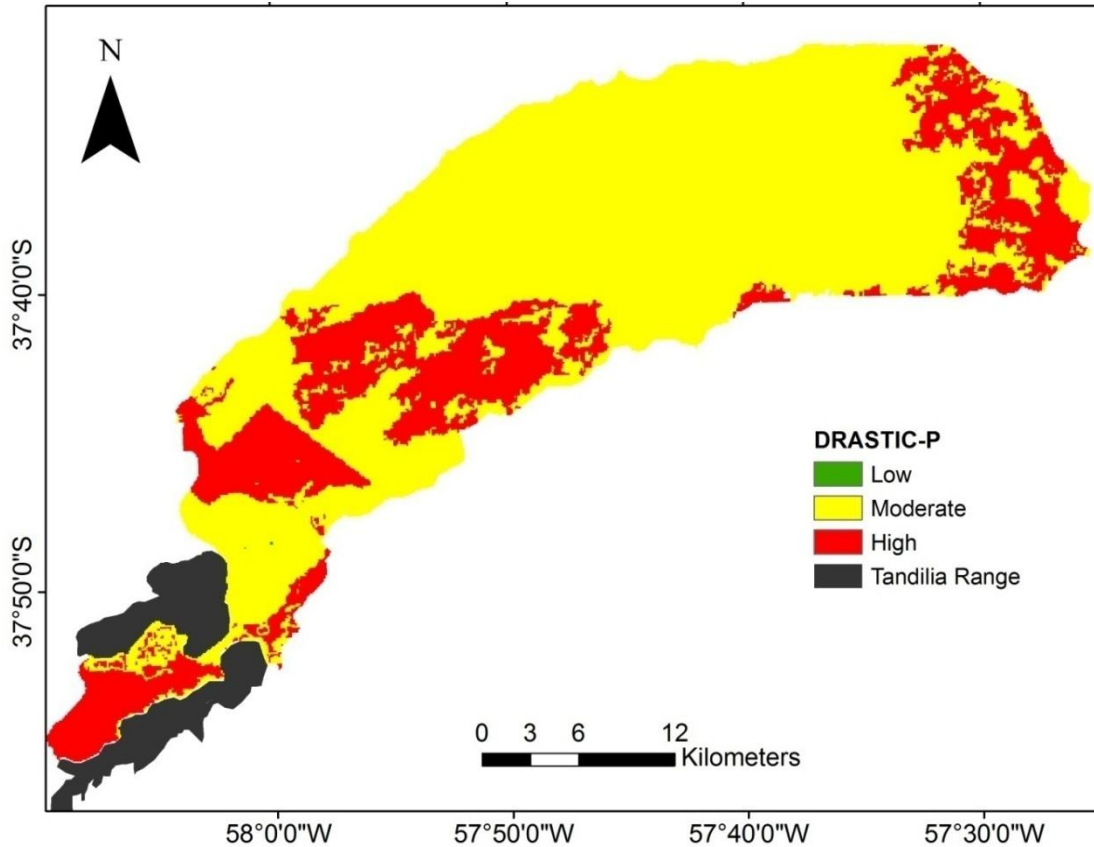 N
37°40'0"S
37°50'0"S
DRASTIC-P
Low
Moderate
High
Tandilia Range
0 3 6 12
Kilometers
58°0'0"W 57°50'0"W 57°40'0"W 57°30'0"W